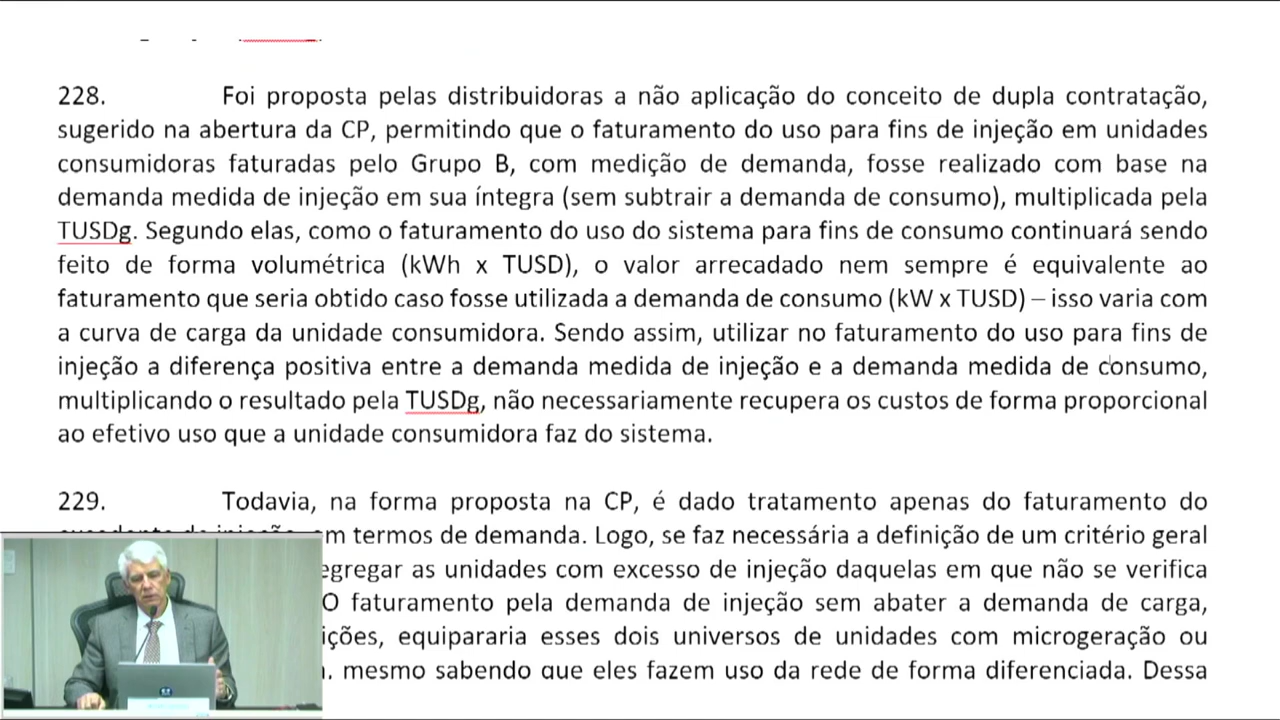 228. Foi proposta pelas distribuidoras a não aplicação do conceito de dupla contratação,
sugerido na abertura da CP, permitindo que o faturamento do uso para fins de injeção em unidades
consumidoras faturadas pelo Grupo B, com medição de demanda, fosse realizado com base na
demanda medida de injeção em sua íntegra (sem subtrair a demanda de consumo), multiplicada pela
TUSDg. Segundo elas, como o faturamento do uso do sistema para fins de consumo continuará sendo
feito de forma volumétrica (kWh x TUSD), o valor arrecadado nem sempre é equivalente ao
faturamento que seria obtido caso fosse utilizada a demanda de consumo (kW x TUSD) – isso varia com
a curva de carga da unidade consumidora. Sendo assim, utilizar no faturamento do uso para fins de
injeção a diferença positiva entre a demanda medida de injeção e a demanda medida de consumo,
multiplicando o resultado pela TUSDg, não necessariamente recupera os custos de forma proporcional
ao efetivo uso que a unidade consumidora faz do sistema.
229. Todavia, na forma proposta na CP, é dado tratamento apenas do faturamento do
em termos de demanda. Logo, se faz necessária a definição de um critério geral
egregar as unidades com excesso de injeção daquelas em que não se verifica
O faturamento pela demanda de injeção sem abater a demanda de carga,
ições, equipararia esses dois universos de unidades com microgeração ou
mesmo sabendo que eles fazem uso da rede de forma diferenciada. Dessa